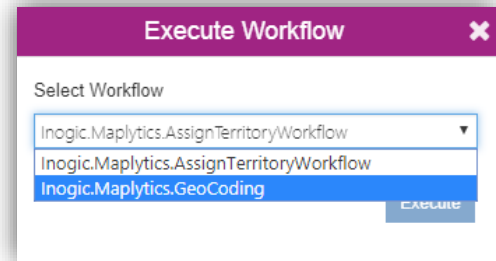 Execute Workflow
Select Workflow
Inogic.Maplytics.AssignTerritoryWorkflow
Inogic.Maplytics.AssignTerritoryWorkflow
Inogic.Maplytics.GeoCoding
Execute